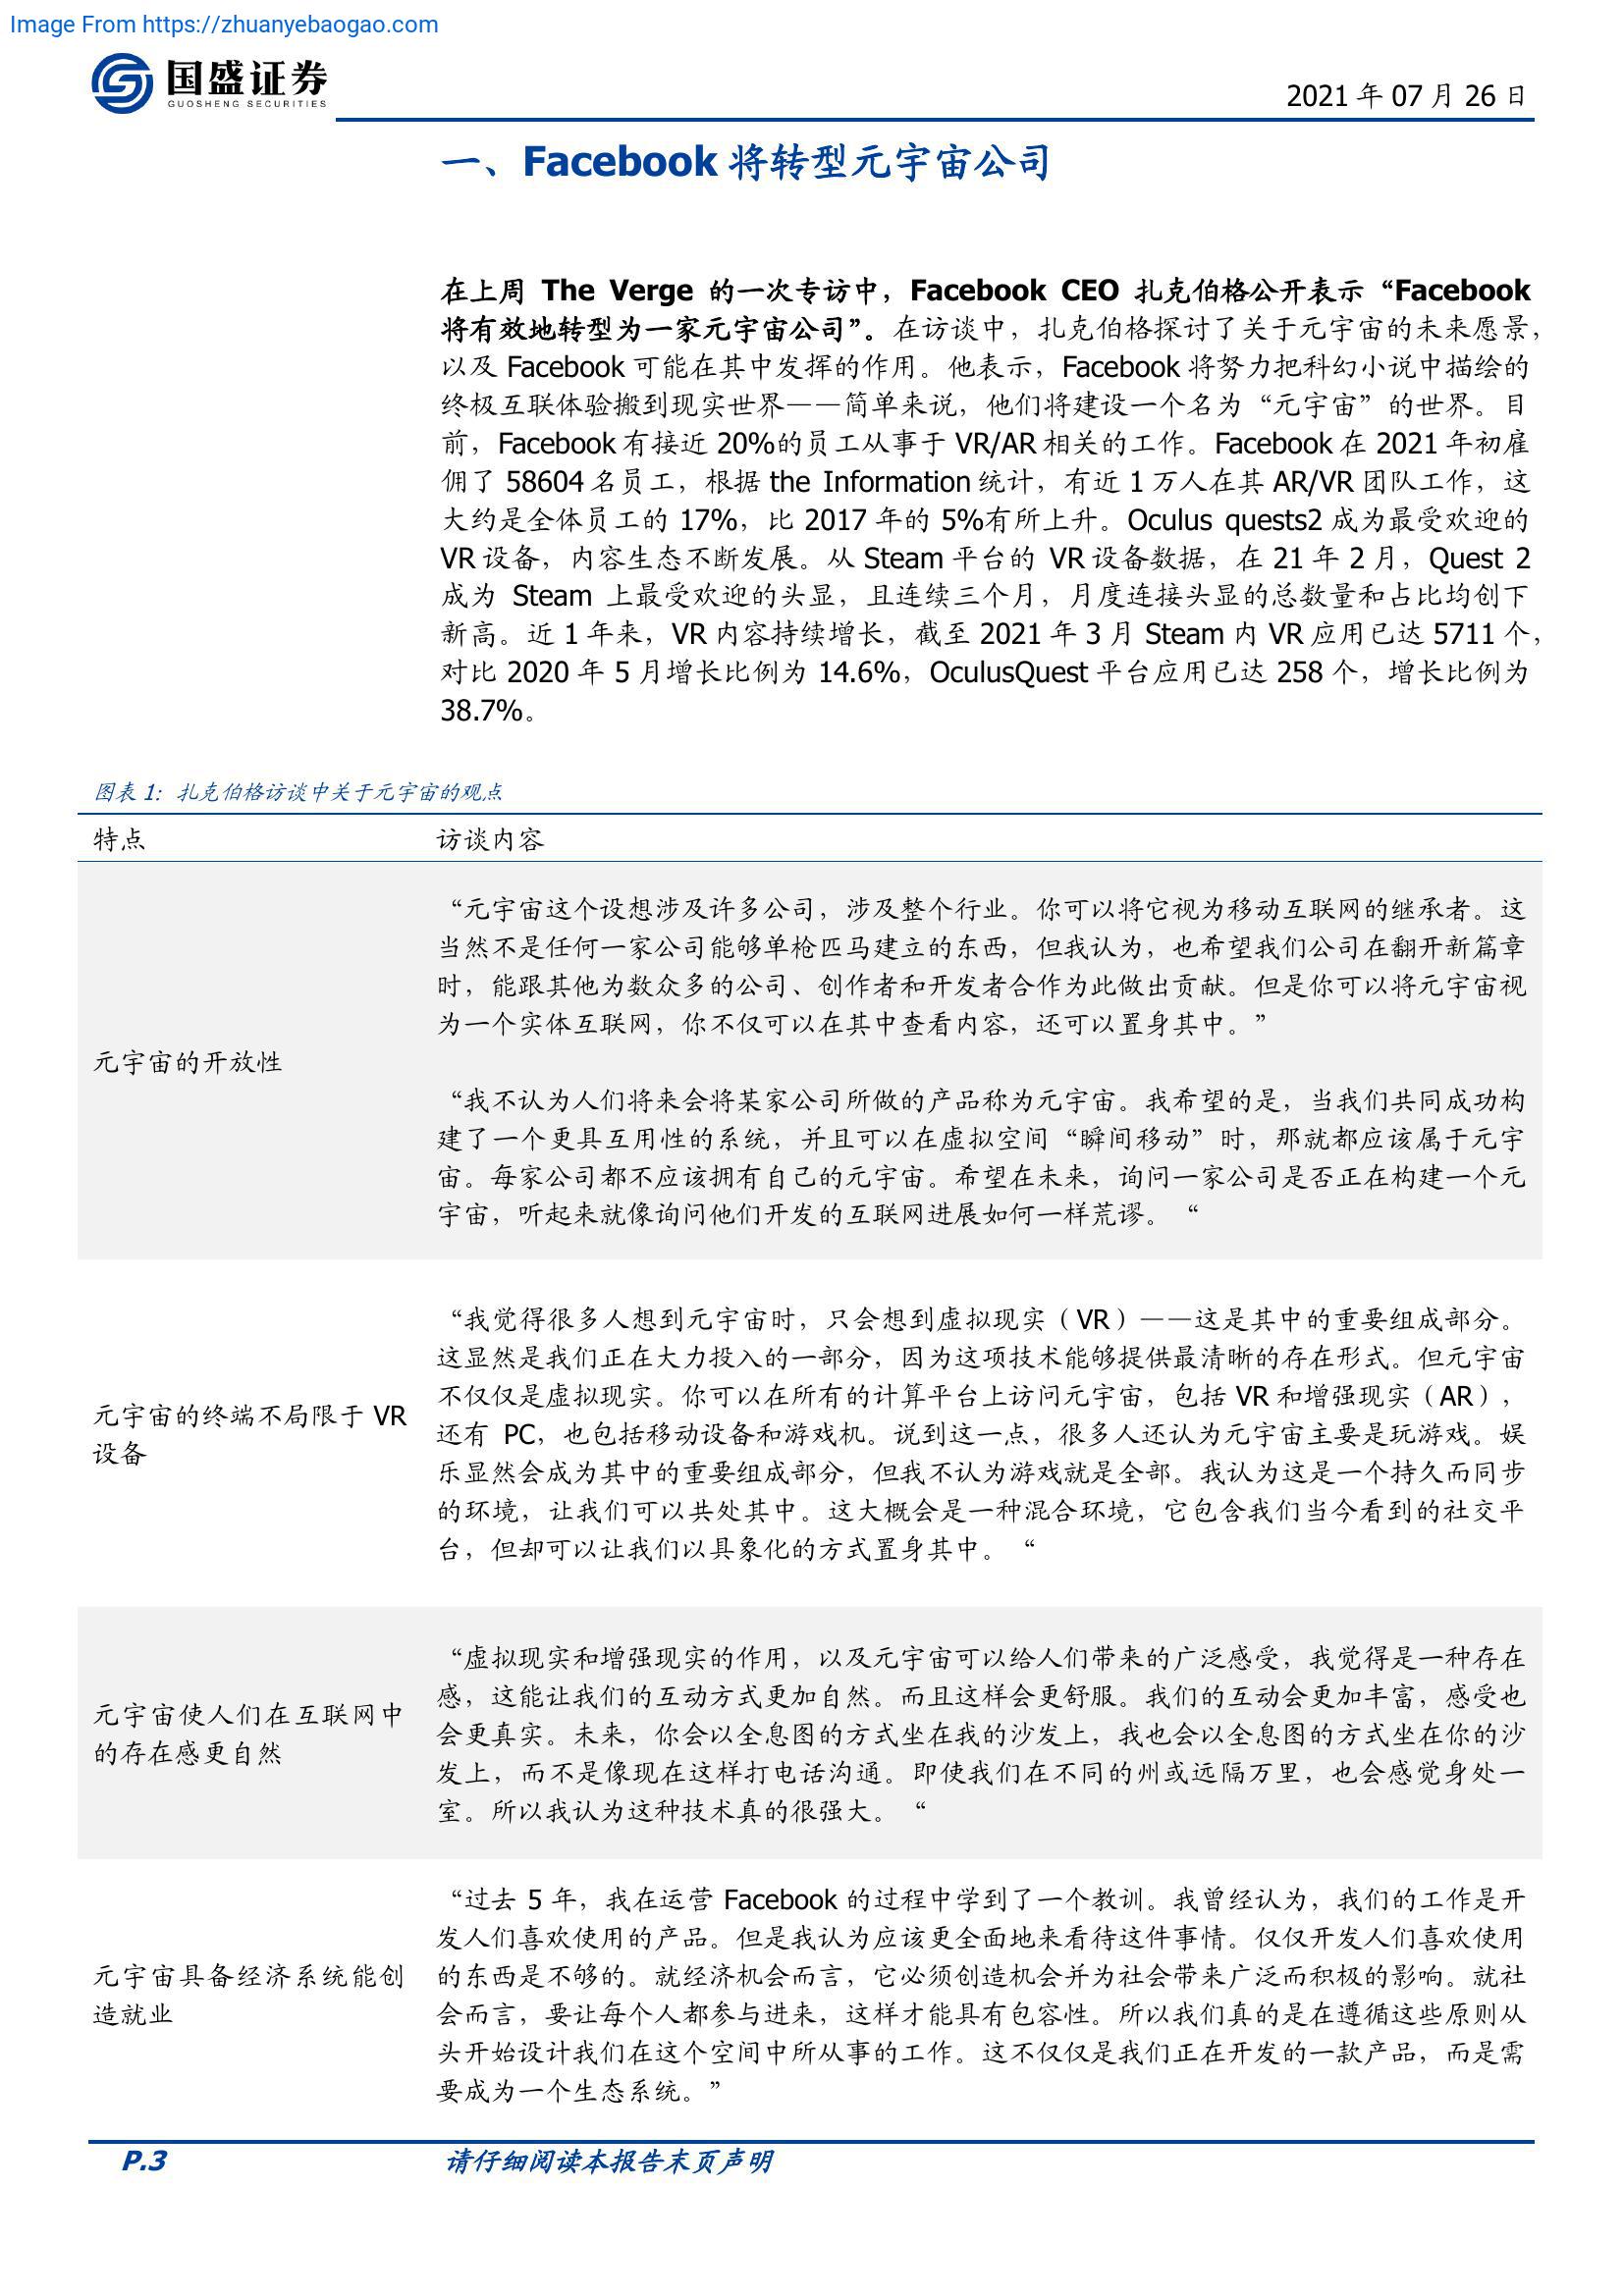 Image From https://zhuanyebaogao.com
国盛证券
GUOSHENG SECURITIES
2021 年 07 月 26 日
一、Facebook 将转型元宇宙公司
在上周 The Verge 的一次专访中，Facebook CEO 扎克伯格公开表示“Facebook
将有效地转型为一家元宇宙公司”。在访谈中，扎克伯格探讨了关于元宇宙的未来愿景，
以及 Facebook 可能在其中发挥的作用。他表示，Facebook 将努力把科幻小说中描绘的
终极互联体验搬到现实世界——简单来说，他们将建设一个名为“元宇宙”的世界。目
前，Facebook 有接近 20%的员工从事于 VR/AR 相关的工作。Facebook 在 2021 年初雇
佣了 58604 名员工，根据 the Information 统计，有近 1 万人在其 AR/VR 团队工作，这
大约是全体员工的 17%，比 2017 年的 5%有所上升。Oculus quests2 成为最受欢迎的
VR 设备，内容生态不断发展。从 Steam 平台的 VR 设备数据，在 21 年 2 月，Quest 2
成为 Steam 上最受欢迎的头显，且连续三个月，月度连接头显的总数量和占比均创下
新高。近 1 年来，VR 内容持续增长，截至 2021 年 3 月 Steam 内 VR 应用已达 5711 个，
对比 2020 年 5 月增长比例为 14.6%，OculusQuest 平台应用已达 258 个，增长比例为
38.7%。
图表 1：扎克伯格访谈中关于元宇宙的观点
特点 访谈内容
元宇宙的开放性
“元宇宙这个设想涉及许多公司，涉及整个行业。你可以将它视为移动互联网的继承者。这
当然不是任何一家公司能够单枪匹马建立的东西，但我认为，也希望我们公司在翻开新篇章
时，能跟其他为数众多的公司、创作者和开发者合作为此做出贡献。但是你可以将元宇宙视
为一个实体互联网，你不仅可以在其中查看内容，还可以置身其中。”
“我不认为人们将来会将某家公司所做的产品称为元宇宙。我希望的是，当我们共同成功构
建了一个更具互用性的系统，并且可以在虚拟空间“瞬间移动”时，那就都应该属于元宇
宙。每家公司都不应该拥有自己的元宇宙。希望在未来，询问一家公司是否正在构建一个元
宇宙，听起来就像询问他们开发的互联网进展如何一样荒谬。 “
元宇宙的终端不局限于 VR
设备
“我觉得很多人想到元宇宙时，只会想到虚拟现实（VR）——这是其中的重要组成部分。
这显然是我们正在大力投入的一部分，因为这项技术能够提供最清晰的存在形式。但元宇宙
不仅仅是虚拟现实。你可以在所有的计算平台上访问元宇宙，包括 VR 和增强现实（AR），
还有 PC，也包括移动设备和游戏机。说到这一点，很多人还认为元宇宙主要是玩游戏。娱
乐显然会成为其中的重要组成部分，但我不认为游戏就是全部。我认为这是一个持久而同步
的环境，让我们可以共处其中。这大概会是一种混合环境，它包含我们当今看到的社交平
台，但却可以让我们以具象化的方式置身其中。 “
元宇宙使人们在互联网中
的存在感更自然
“虚拟现实和增强现实的作用，以及元宇宙可以给人们带来的广泛感受，我觉得是一种存在
感，这能让我们的互动方式更加自然。而且这样会更舒服。我们的互动会更加丰富，感受也
会更真实。未来，你会以全息图的方式坐在我的沙发上，我也会以全息图的方式坐在你的沙
发上，而不是像现在这样打电话沟通。即使我们在不同的州或远隔万里，也会感觉身处一
室。所以我认为这种技术真的很强大。 “
元宇宙具备经济系统能创
造就业
“过去 5 年，我在运营 Facebook 的过程中学到了一个教训。我曾经认为，我们的工作是开
发人们喜欢使用的产品。但是我认为应该更全面地来看待这件事情。仅仅开发人们喜欢使用
的东西是不够的。就经济机会而言，它必须创造机会并为社会带来广泛而积极的影响。就社
会而言，要让每个人都参与进来，这样才能具有包容性。所以我们真的是在遵循这些原则从
头开始设计我们在这个空间中所从事的工作。这不仅仅是我们正在开发的一款产品，而是需
要成为一个生态系统。”
P.3 请仔细阅读本报告末页声明